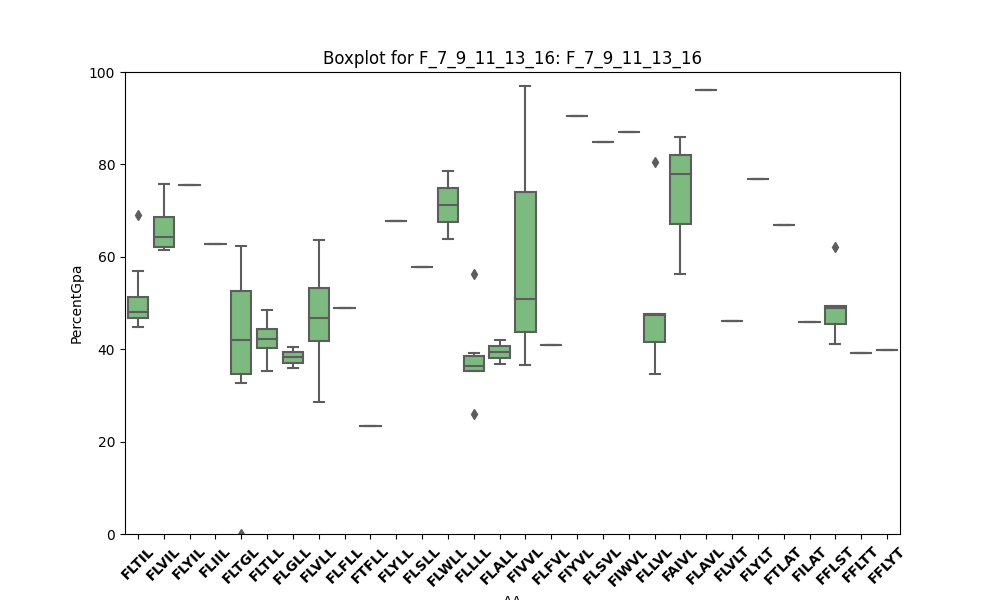 Boxplot for F_7_9_11_13_16: F_7_9_11_13_16
100
80
60
40
20
0
PercentGpa
FLTIL
FLVIL
FLYIL
FLIIL
FLTGL
FLTLL
FLGLL
FLVLL
FLFLL
FTFLL
FLYLL
FLSLL
FLWLL
FLLLL
FLALL
FIVVL
FLFVL
FIYVL
FLSVL
FIWVL
FLLVL
FAIVL
FLAVL
FLVLT
FLYLT
FTLAT
FILAT
FFLST
FFLTT
FFLYT
AA